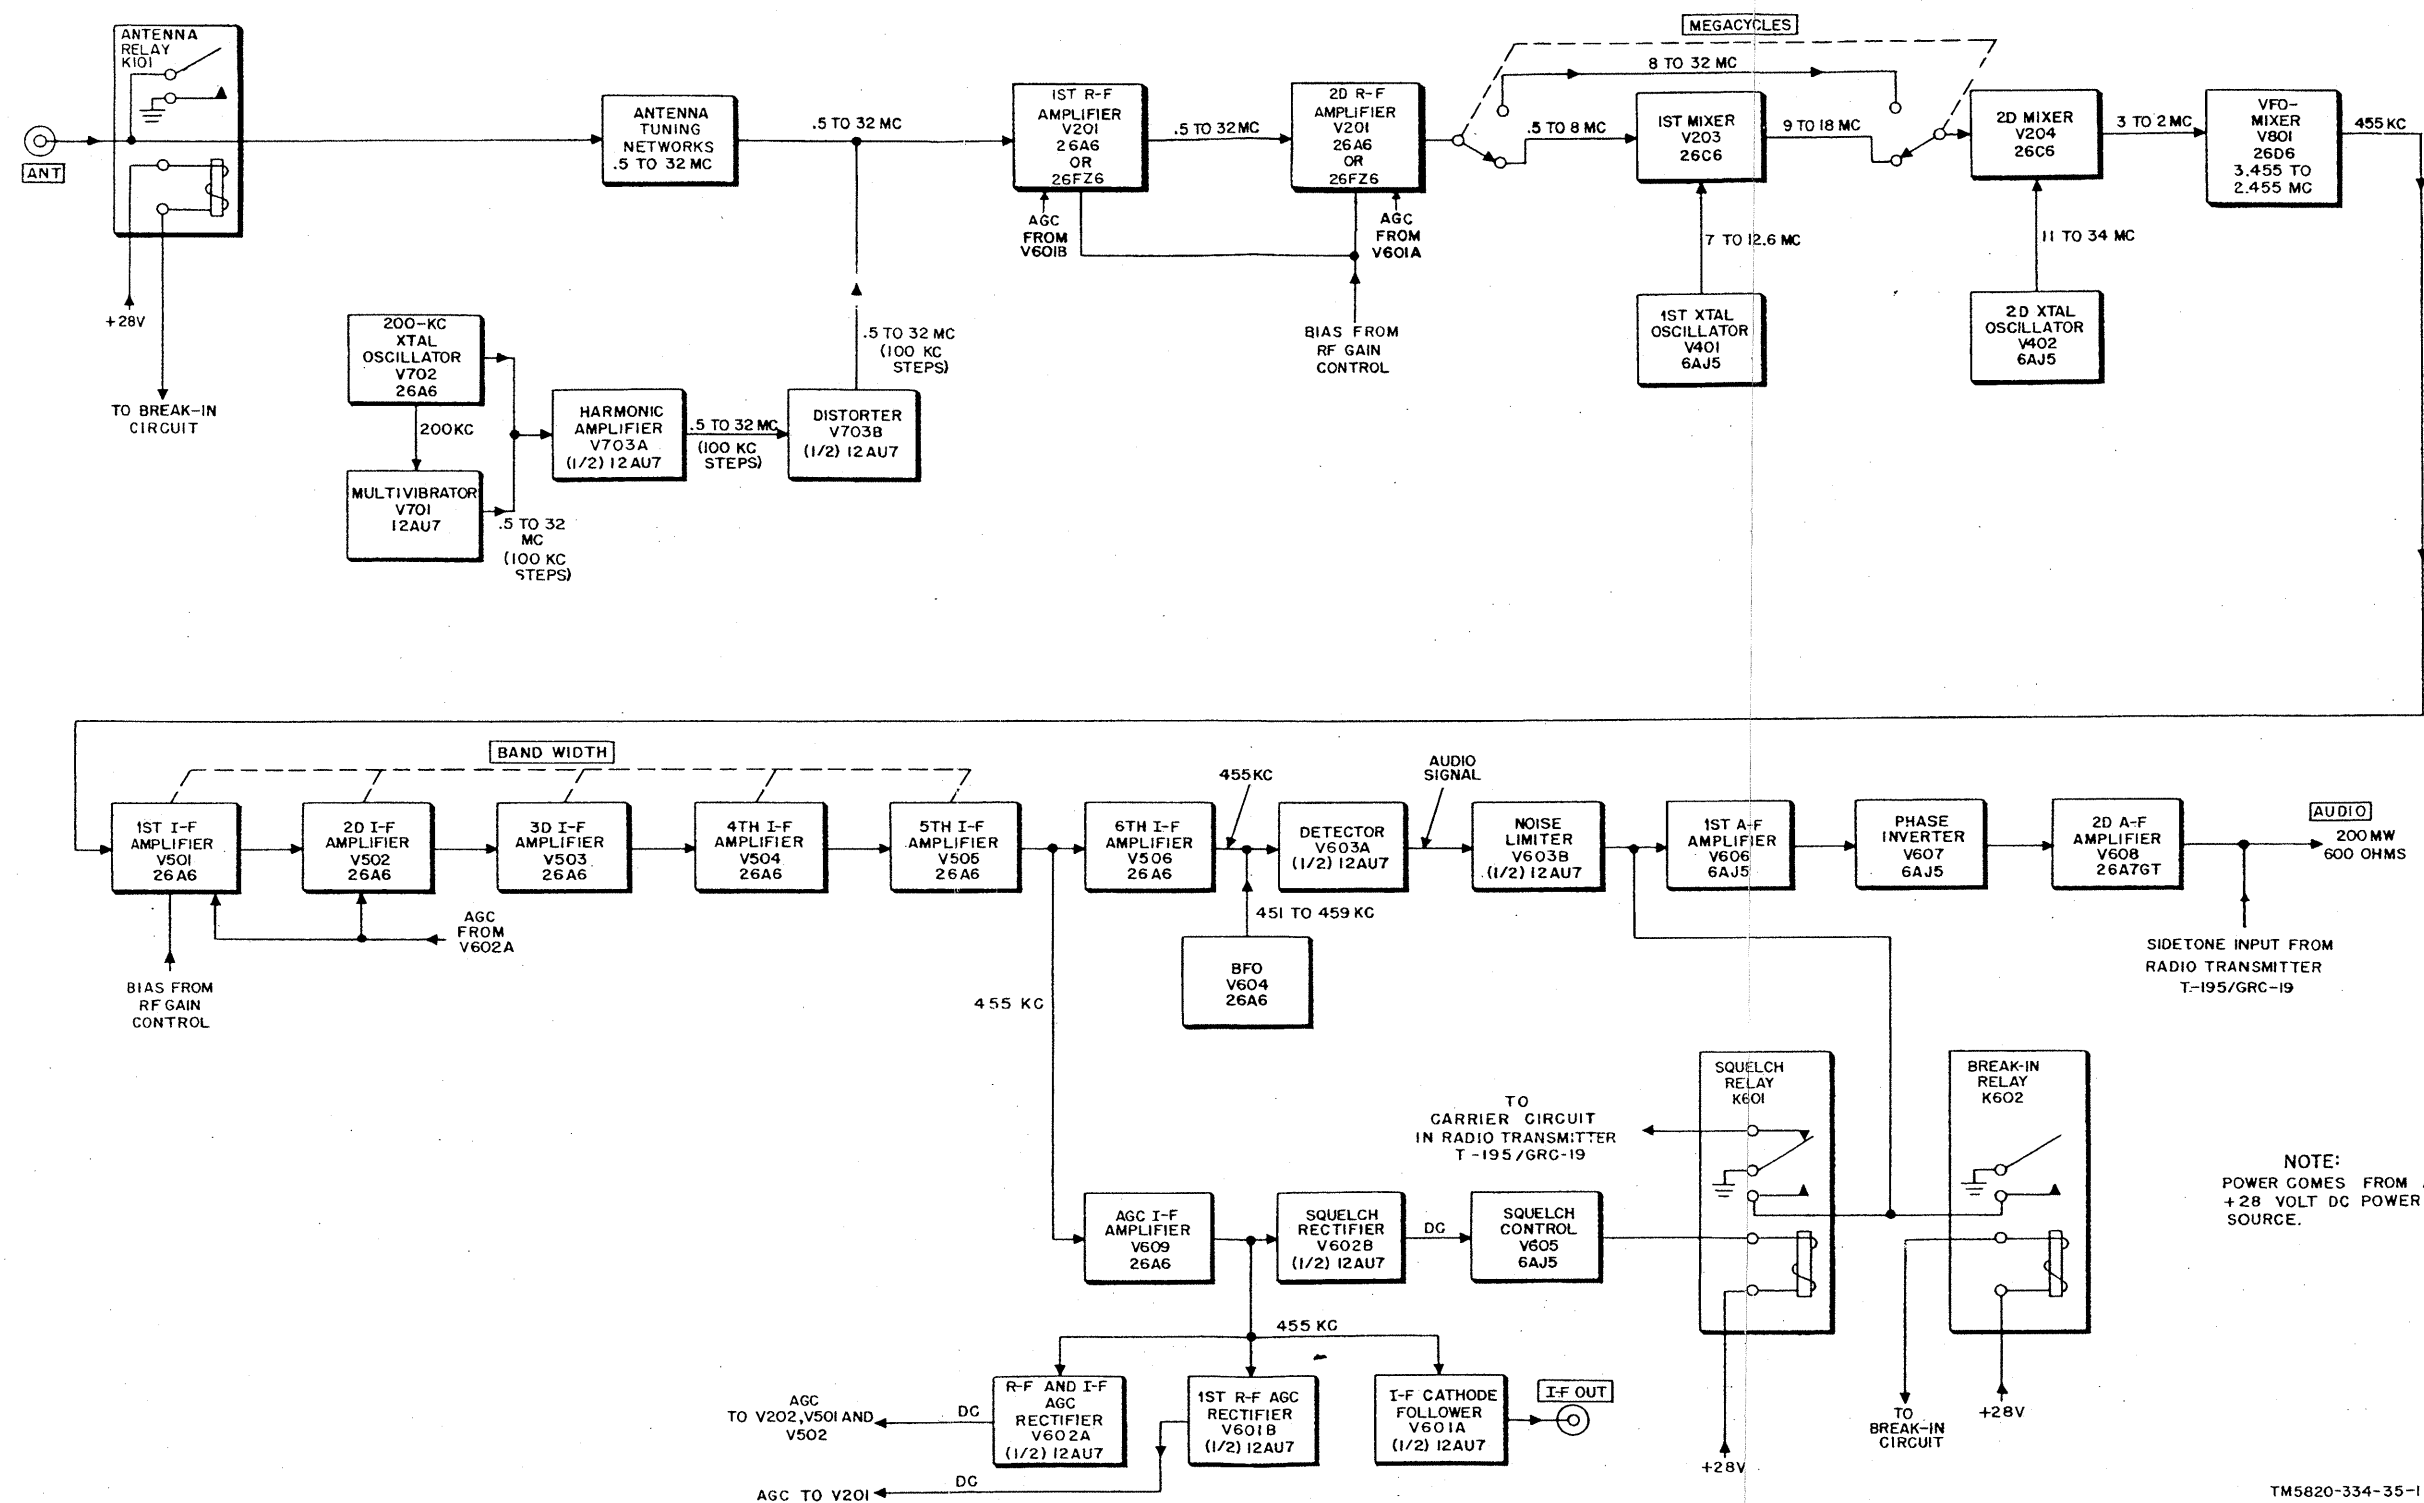 MEGACYCLES
ANTENNA
RELAY
K101
ANT
+28V
TO BREAK-IN
CIRCUIT
ANTENNA
TUNING
NETWORKS
.5 TO 32 MC
.5 TO 32 MC
1ST R-F
AMPLIFIER
V201
26A6
OR
26FZ6
.5 TO 32MC
2D R-F
AMPLIFIER
V201
26A6
OR
26FZ6
8 TO 32 MC
.5 TO 8 MC
1ST MIXER
V203
26C6
9 TO 18 MC
2D MIXER
V204
26C6
3 TO 2 MC
VFO-
MIXER
V801
26D6
3.455 TO
2.455 MC
455 KC
AGC
FROM
V601B
AGC
FROM
V601A
BIAS FROM
RF GAIN
CONTROL
7 TO 12.6 MC
1ST XTAL
OSCILLATOR
V401
6AJ5
11 TO 34 MC
2D XTAL
OSCILLATOR
V402
6AJ5
200-KC
XTAL
OSCILLATOR
V702
26A6
200KC
MULTIVIBRATOR
V701
12AU7
.5 TO 32
MC
(100 KC
STEPS)
HARMONIC
AMPLIFIER
V703A
(1/2) 12AU7
.5 TO 32 MC
(100 KC
STEPS)
DISTORTER
V703B
(1/2) 12AU7
.5 TO 32 MC
(100 KC
STEPS)
BAND WIDTH
1ST I-F
AMPLIFIER
V501
26A6
2D I-F
AMPLIFIER
V502
26A6
3D I-F
AMPLIFIER
V503
26A6
4TH I-F
AMPLIFIER
V504
26A6
5TH I-F
AMPLIFIER
V505
26A6
6TH I-F
AMPLIFIER
V506
26A6
455KC
DETECTOR
V603A
(1/2) 12AU7
AUDIO
SIGNAL
NOISE
LIMITER
V603B
(1/2) 12AU7
1ST A-F
AMPLIFIER
V606
6AJ5
PHASE
INVERTER
V607
6AJ5
2D A-F
AMPLIFIER
V608
26A7GT
AUDIO
200MW
600 OHMS
BIAS FROM
RF GAIN
CONTROL
AGC
FROM
V602A
451 TO 459 KC
BFO
V604
26A6
SIDETONE INPUT FROM
RADIO TRANSMITTER
T-195/GRC-19
455 KC
TO
CARRIER CIRCUIT
IN RADIO TRANSMITTER
T-195/GRC-19
SQUELCH
RELAY
K601
BREAK-IN
RELAY
K602
NOTE:
POWER COMES FROM
+28 VOLT DC POWER
SOURCE.
AGC I-F
AMPLIFIER
V609
26A6
SQUELCH
RECTIFIER
V602B
(1/2) 12AU7
DC
SQUELCH
CONTROL
V605
6AJ5
455 KC
AGC
TO V202,V501 AND
V502
DC
R-F AND I-F
AGC
RECTIFIER
V602A
(1/2) 12AU7
1ST R-F AGC
RECTIFIER
V601B
(1/2) 12AU7
I-F CATHODE
FOLLOWER
V601A
(1/2) 12AU7
I-F OUT
AGC TO V201
DC
+28V
TO
BREAK-IN
CIRCUIT
+28V
TM5820-334-35-1